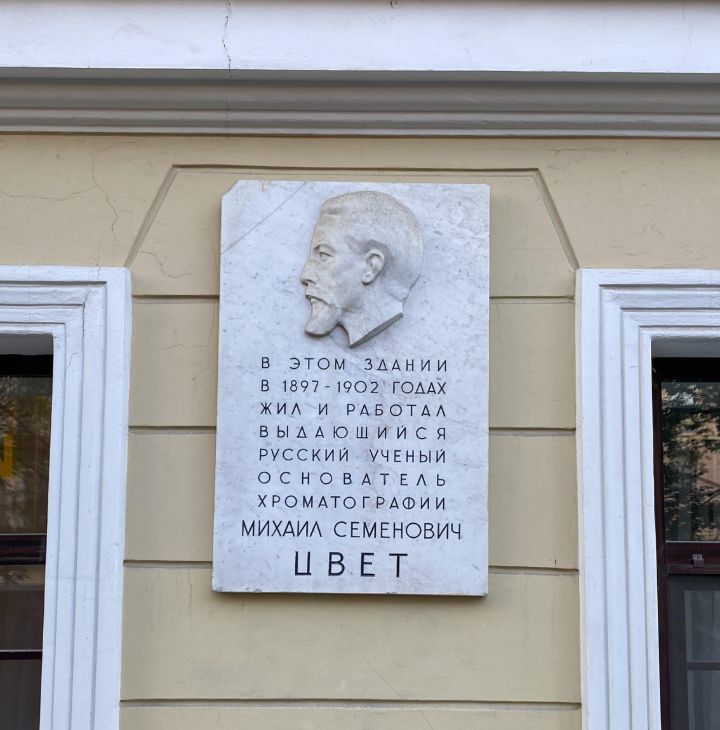 В ЭТОМ ЗДАНИИ
В 1897-1902 ГОДАХ
ЖИЛ И РАБОТАЛ
ВЫДАЮЩИЙСЯ
РУССКИЙ УЧЕНЫЙ
ОСНОВАТЕЛЬ
ХРОМАТОГРАФИИ
МИХАИЛ СЕМЕНОВИЧ
ЦВЕТ